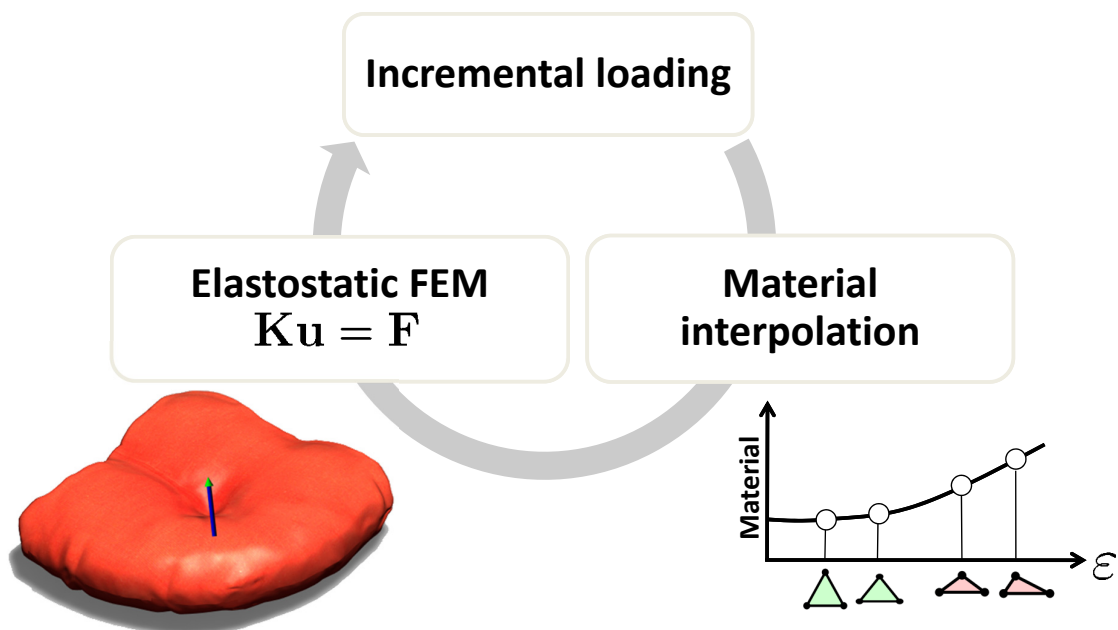 Incremental loading
Elastostatic FEM
Ku = F
Material
interpolation
Material
ε